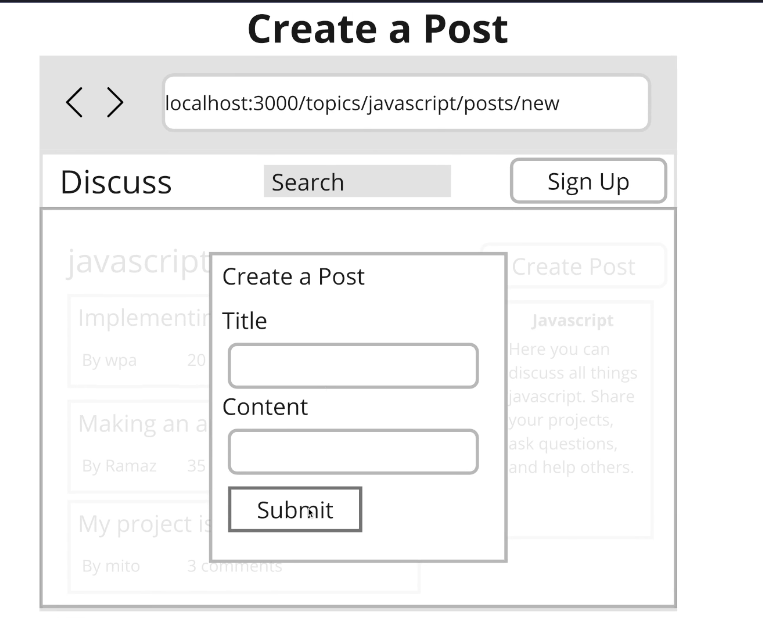 Create a Post
localhost:3000/topics/javascript/posts/new
Discuss
Search
Sign Up
javascript
Create Post
Create a Post
Title
Content
Submit
Implementin
By wpa 20
Making an a
By Ramaz 35
My project is
By mito 3 comments
Javascript
Here you can
discuss all things
javascript. Share
your projects,
ask questions,
and help others.